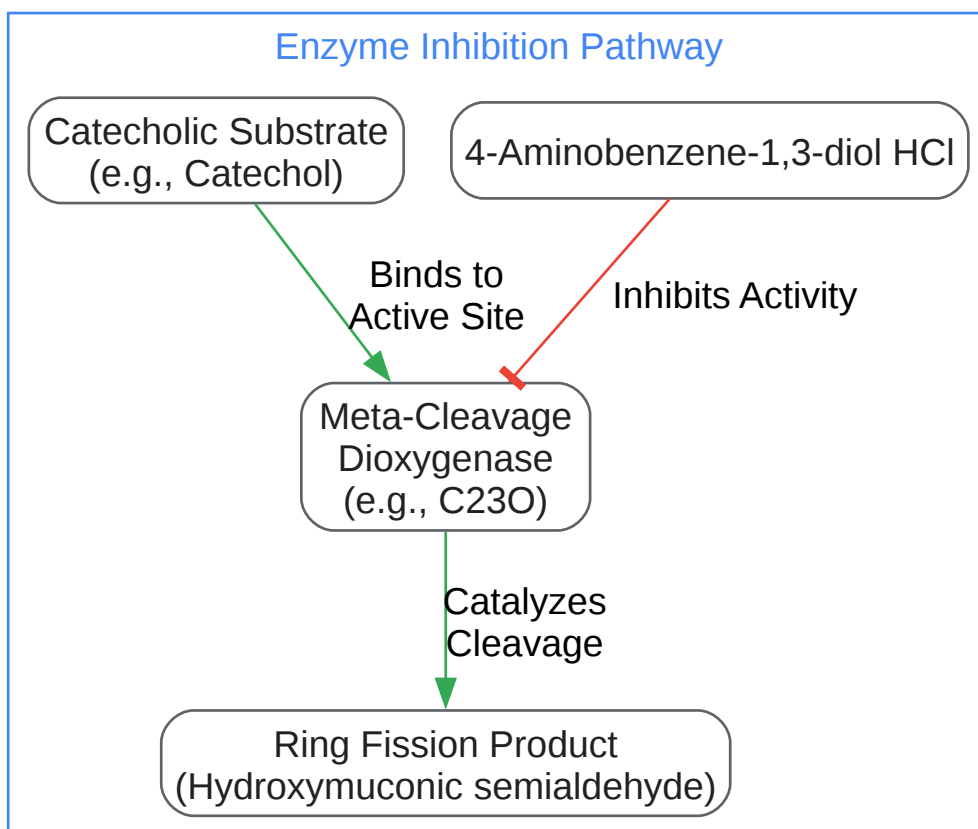 Enzyme Inhibition Pathway
Catecholic Substrate
(e.g., Catechol)
4-Aminobenzene-1,3-diol HCl
Binds to
Active Site
Inhibits Activity
Meta-Cleavage
Dioxygenase
(e.g., C23O)
Catalyzes
Cleavage
Ring Fission Product
(Hydroxymuconic semialdehyde)